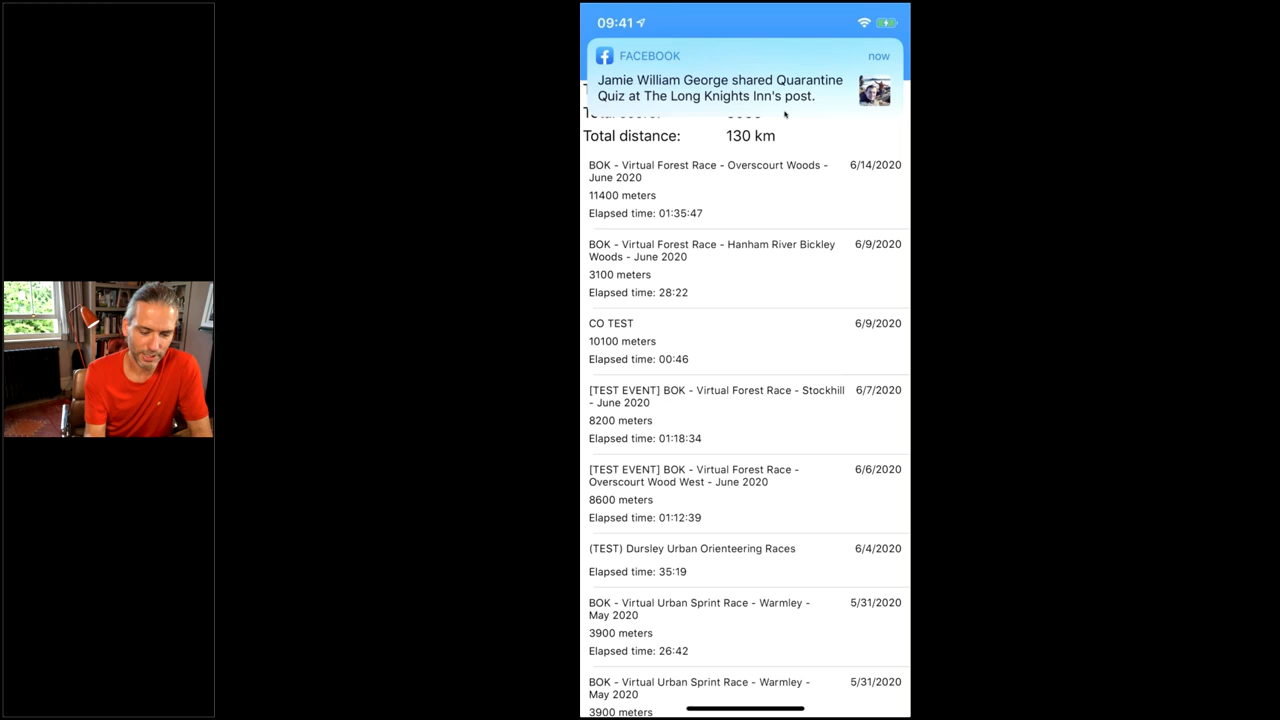 09:41
FACEBOOK
now
Jamie William George shared Quarantine
Quiz at The Long Knights Inn's post.
Total distance: 130 km
BOK - Virtual Forest Race - Overscourt Woods - 6/14/2020
June 2020
11400 meters
Elapsed time: 01:35:47
BOK - Virtual Forest Race - Hanham River Bickley 6/9/2020
Woods - June 2020
3100 meters
Elapsed time: 28:22
CO TEST 6/9/2020
10100 meters
Elapsed time: 00:46
[TEST EVENT] BOK - Virtual Forest Race - Stockhill 6/7/2020
- June 2020
8200 meters
Elapsed time: 01:18:34
[TEST EVENT] BOK - Virtual Forest Race - 6/6/2020
Overscourt Wood West - June 2020
8600 meters
Elapsed time: 01:12:39
(TEST) Dursley Urban Orienteering Races 6/4/2020
Elapsed time: 35:19
BOK - Virtual Urban Sprint Race - Warmley - 5/31/2020
May 2020
3900 meters
Elapsed time: 26:42
BOK - Virtual Urban Sprint Race - Warmley - 5/31/2020
May 2020
3900 meters